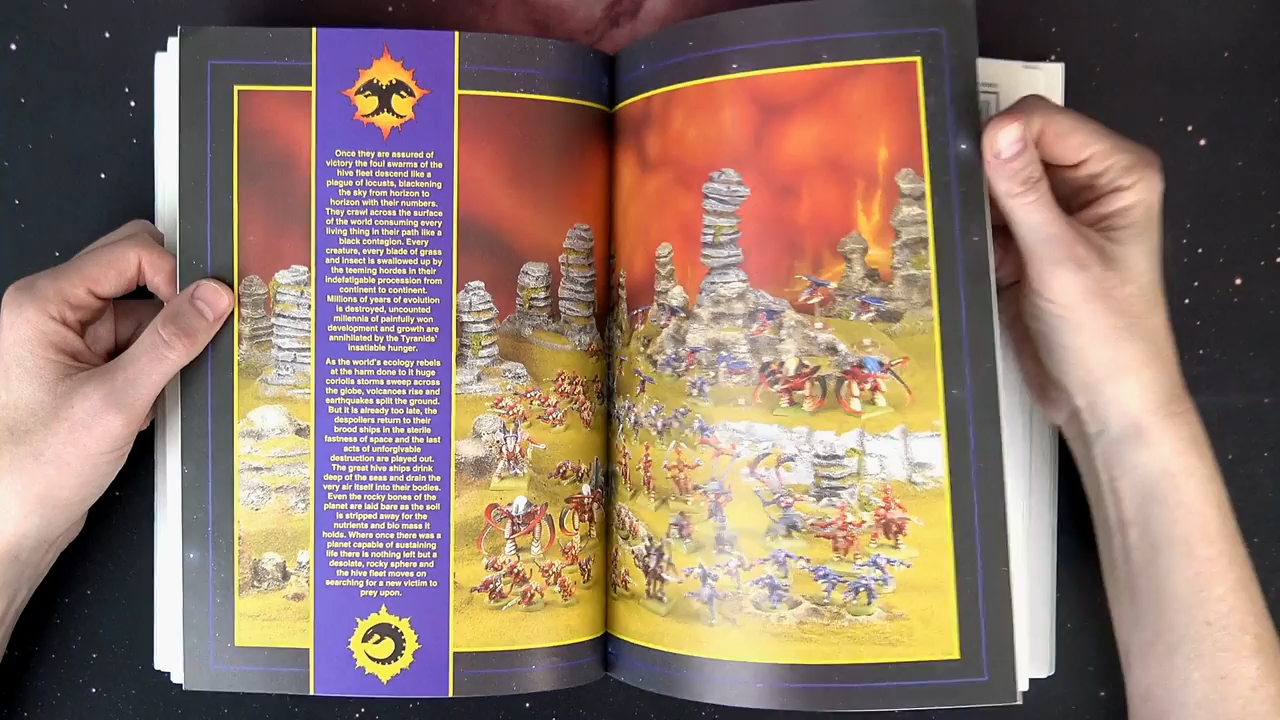 Once they are assured of
victory the foul swarms of the
hive fleet descend like a
plague of locusts, blackening
the sky from horizon to
horizon with their numbers.
They crawl across the surface
of the world consuming every
living thing in their path like a
black contagion. Every
creature, every blade of grass
and insect is swallowed up by
the teeming hordes in their
indefatigable procession from
continent to continent.
Millions of years of evolution
is destroyed, uncounted
millennia of painfully won
development and growth are
annihilated by the Tyranids'
insatiable hunger.
As the world's ecology rebels
at the harm done to it huge
coriolis storms sweep across
the globe, volcanoes rise and
earthquakes split the ground.
But it is already too late, the
despoilers return to their
brood ships in the sterile
fastness of space and the last
acts of unforgivable
destruction are played out.
The great hive ships drink
deep of the seas and drain the
very air itself into their bodies.
Even the rocky bones of the
planet are laid bare as the soil
is stripped away for the
nutrients and bio mass it
holds. Where once there was a
planet capable of sustaining
life there is nothing left but a
desolate, rocky sphere and
the hive fleet moves on
searching for a new victim to
prey upon.